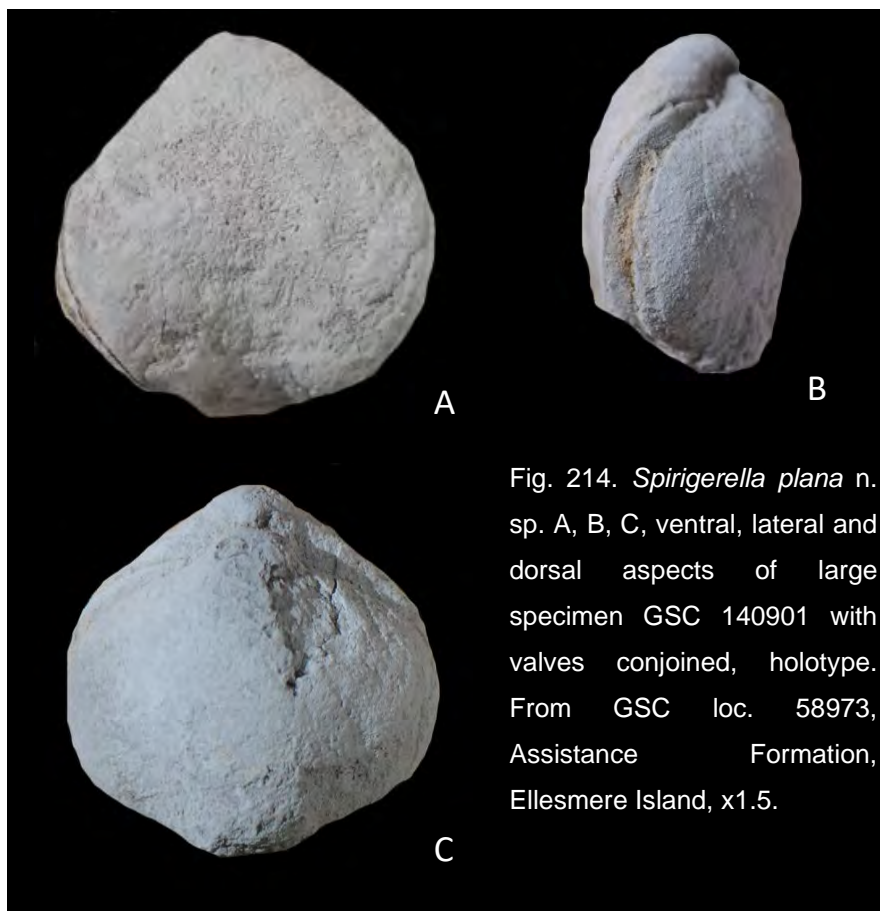 A
B
Fig. 214. Spirigerella plana n.
sp. A, B, C, ventral, lateral and
dorsal aspects of large
specimen GSC 140901 with
valves conjoined, holotype.
From GSC loc. 58973,
Assistance Formation,
Ellesmere Island, x1.5.
C